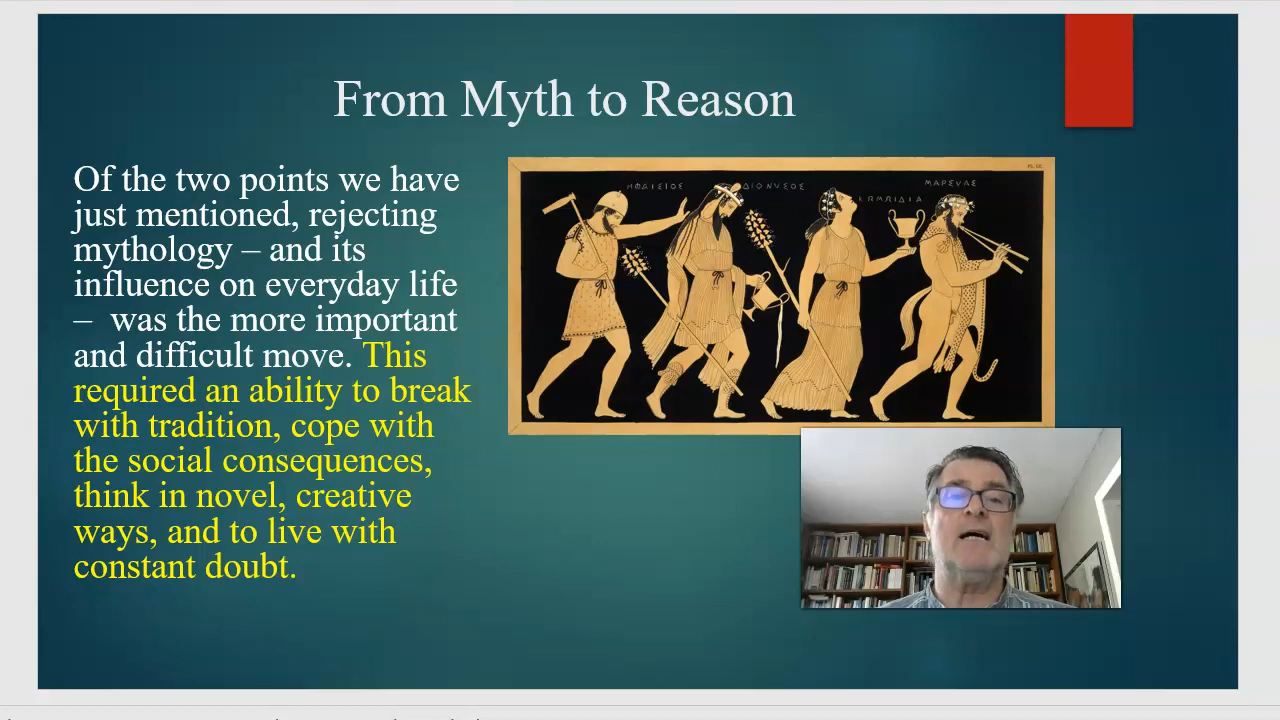 From Myth to Reason
Of the two points we have
just mentioned, rejecting
mythology – and its
influence on everyday life
– was the more important
and difficult move. This
required an ability to break
with tradition, cope with
the social consequences,
think in novel, creative
ways, and to live with
constant doubt.
ΔΙΟΝΥΣΟΣ
ΜΑΡΣΥΑΣ